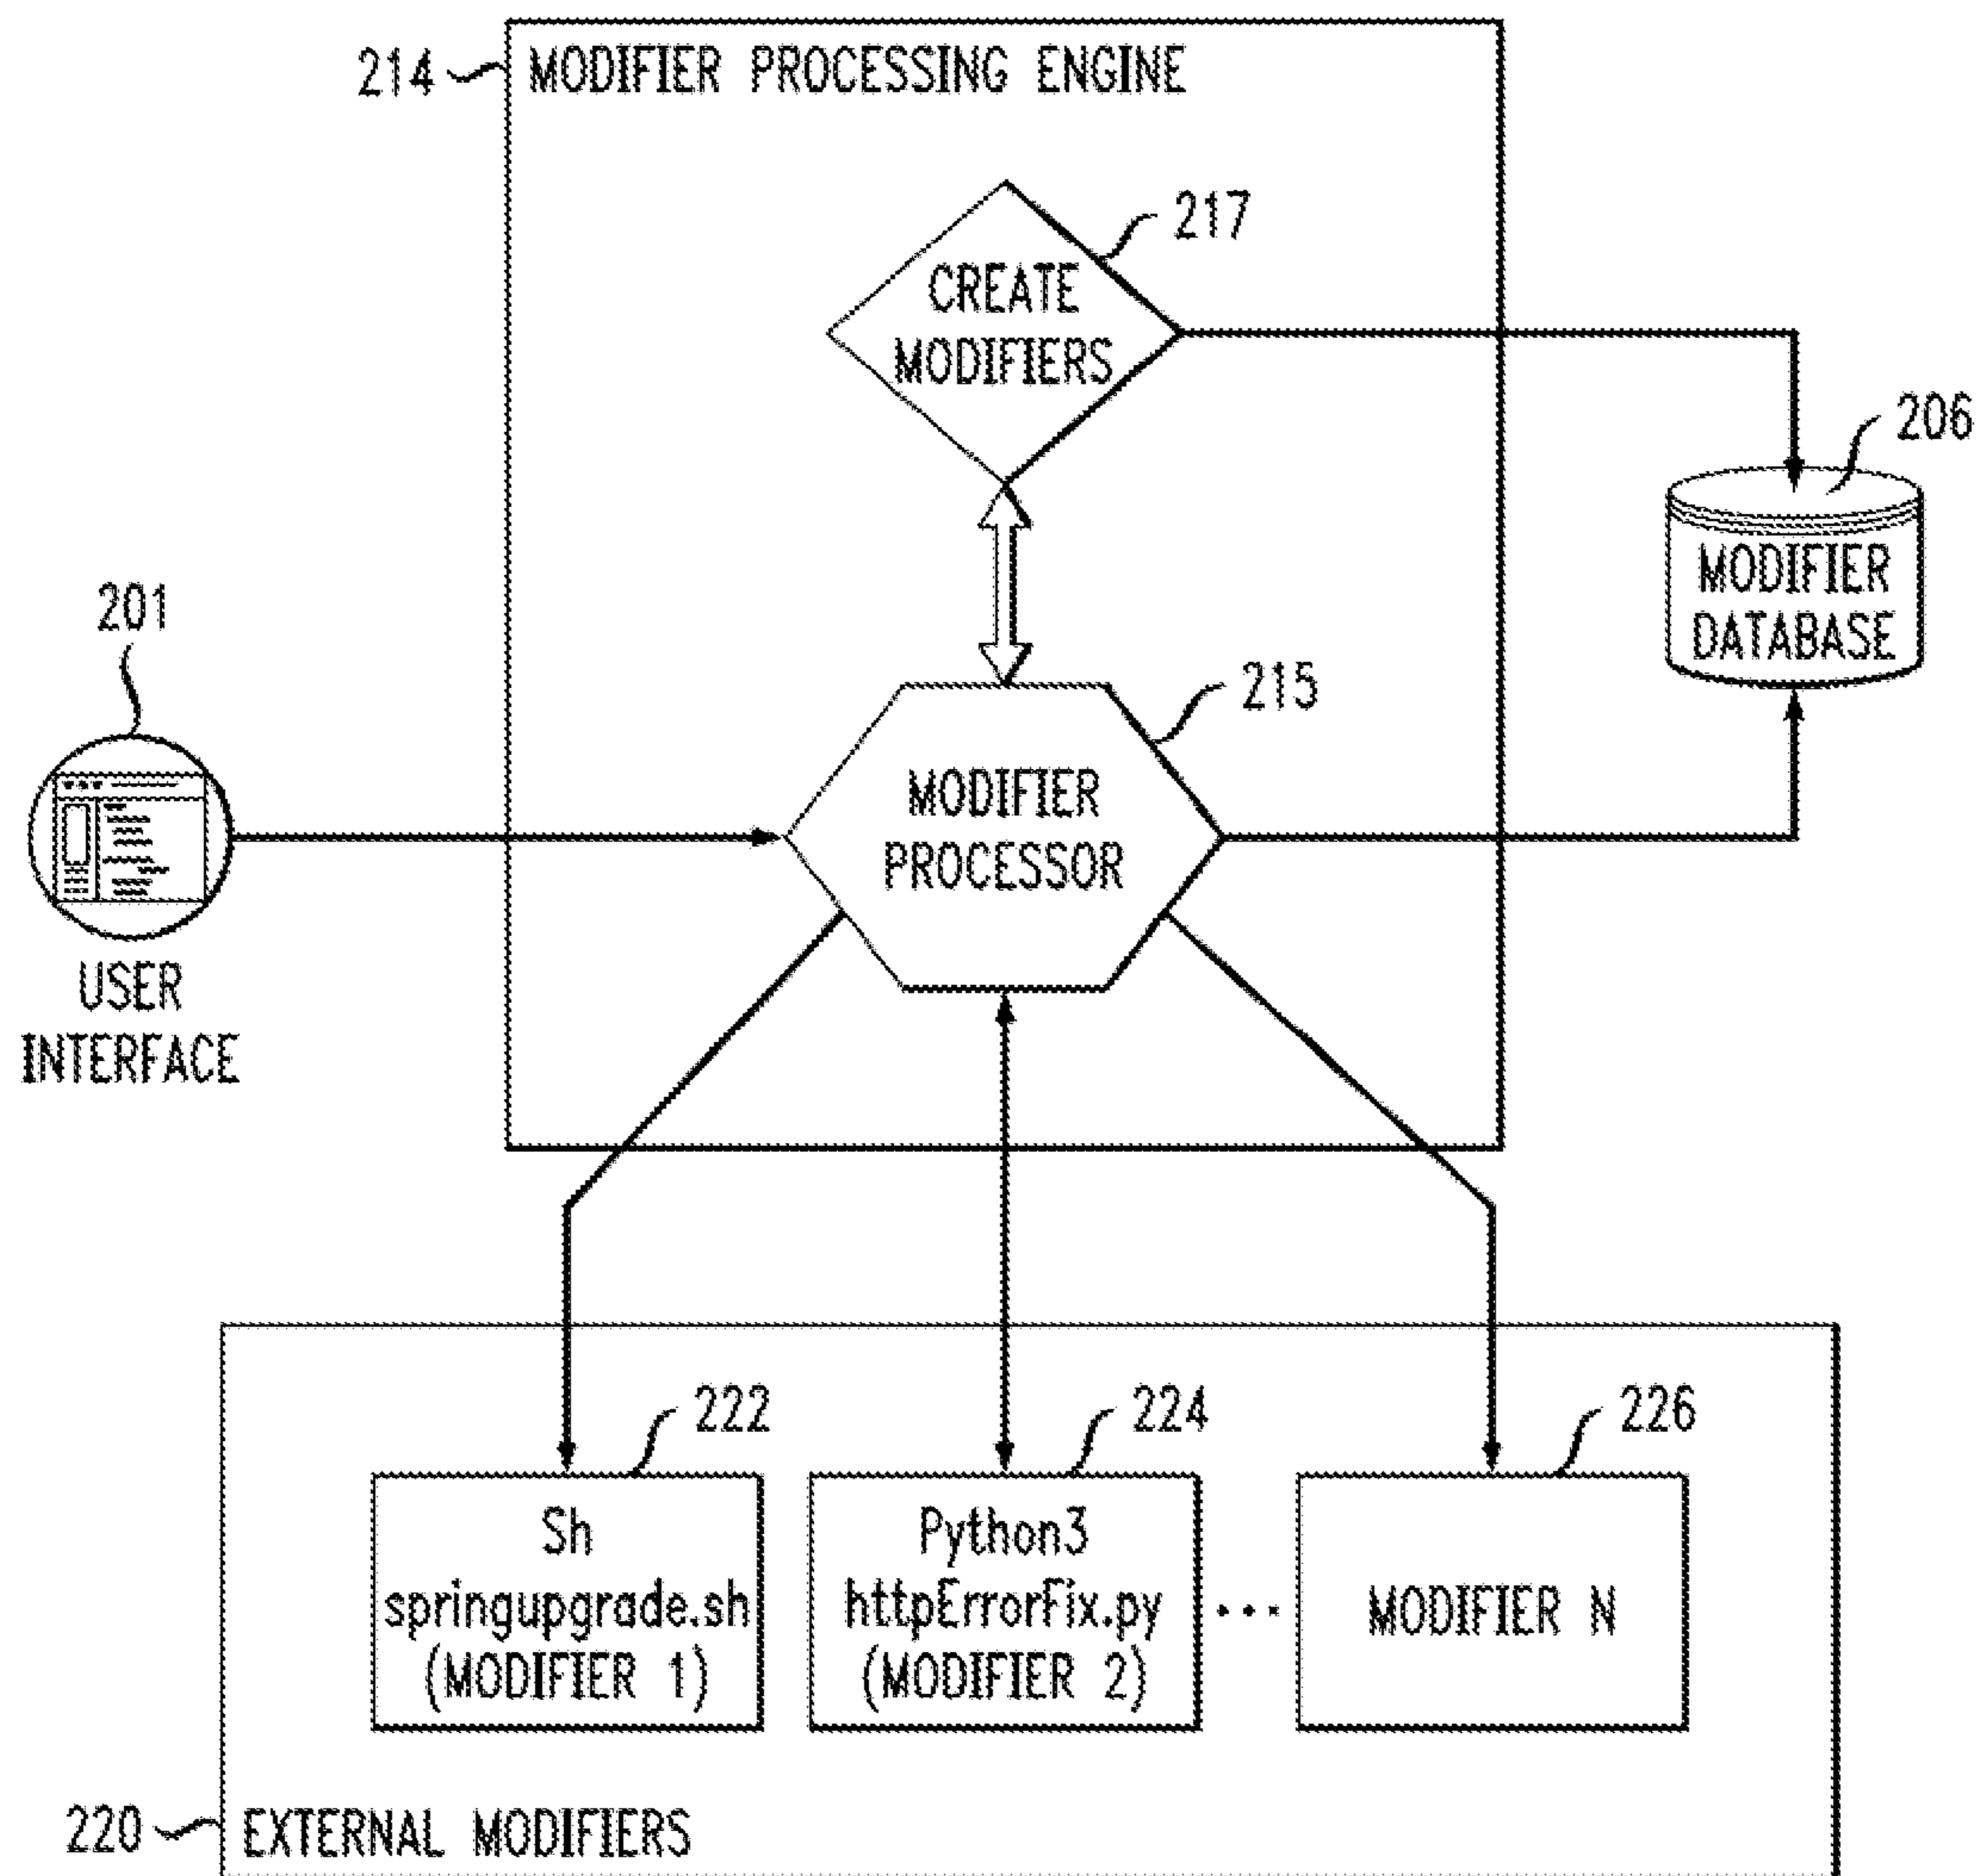 214
MODIFIER PROCESSING ENGINE
217
CREATE
MODIFIERS
206
MODIFIER
DATABASE
201
215
MODIFIER
PROCESSOR
USER
INTERFACE
222
224
226
Sh
springupgrade.sh
(MODIFIER 1)
Python3
httpErrorFix.py
(MODIFIER 2)
...
MODIFIER N
220
EXTERNAL MODIFIERS